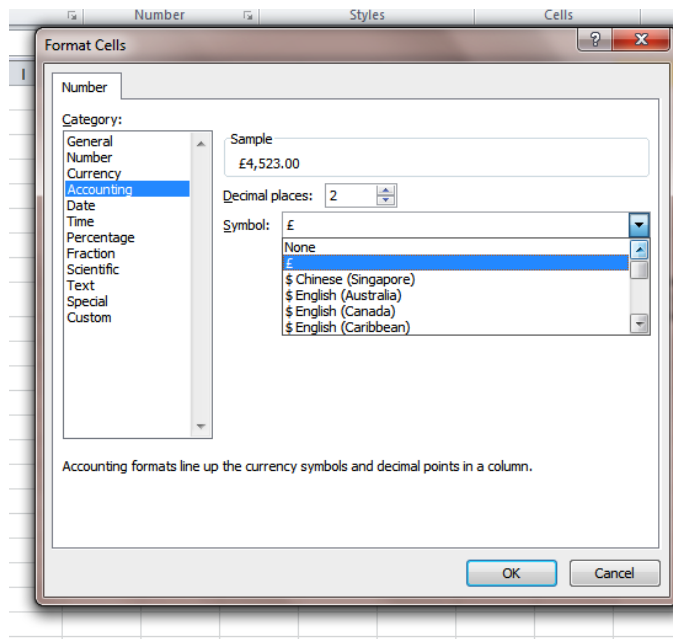 Number Styles Cells
Format Cells
I
Number
Category:
General
Number
Currency
Accounting
Date
Time
Percentage
Fraction
Scientific
Text
Special
Custom
Sample
£4,523.00
Decimal places: 2
Symbol: £
None
£
$ Chinese (Singapore)
$ English (Australia)
$ English (Canada)
$ English (Caribbean)
Accounting formats line up the currency symbols and decimal points in a column.
OK Cancel